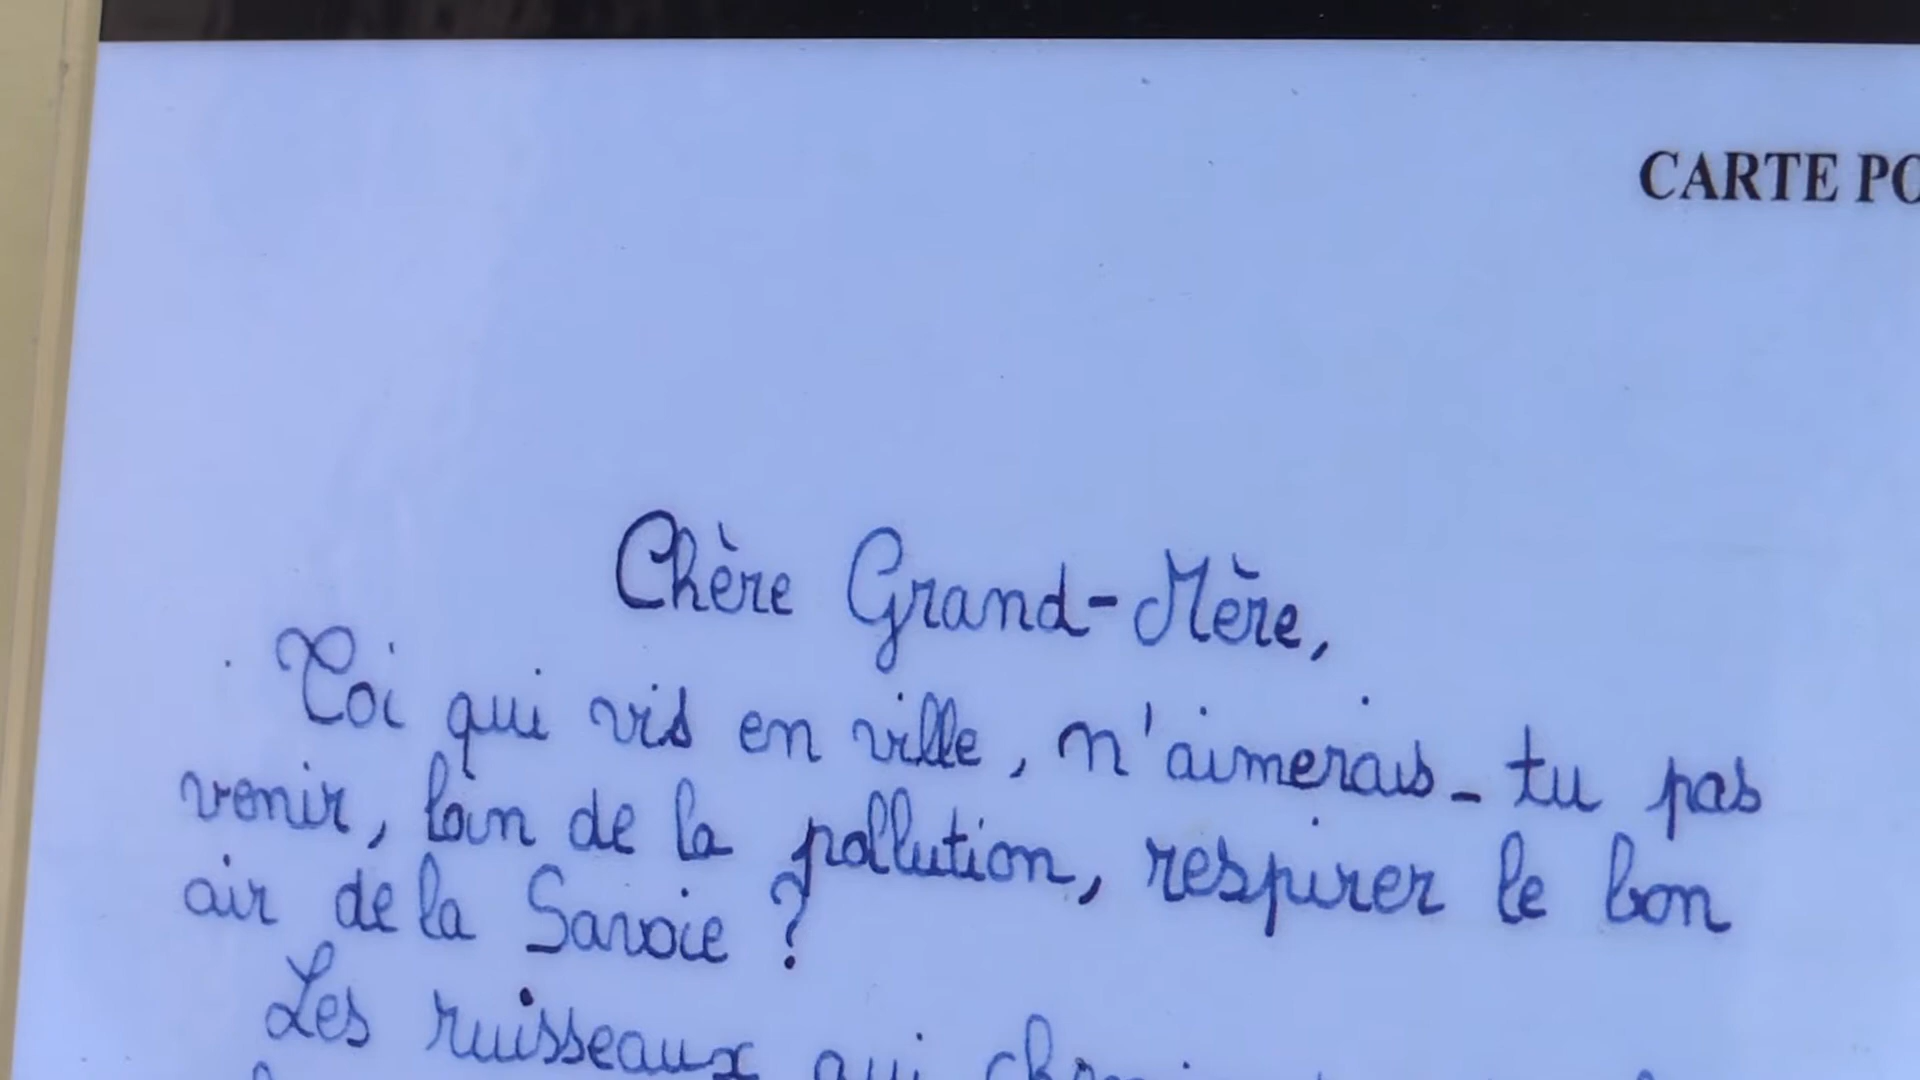 CARTE PO
Chère Grand-Mère,
Toi qui vis en ville, n'aimerais-tu pas
venir, loin de la pollution, respirer le bon
air de la Savoie ?
Les ruisseaux qui